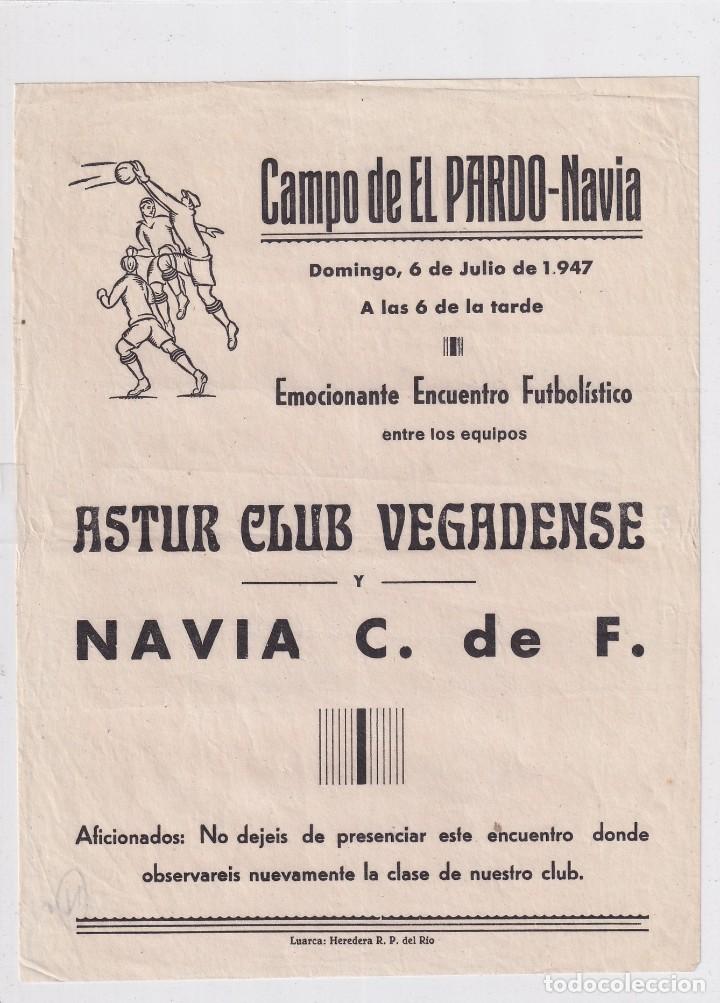 Campo de EL PARDO-Navia
Domingo, 6 de Julio de 1.947
A las 6 de la tarde
Emocionante Encuentro Futbolístico
entre los equipos
ASTUR CLUB VEGADENSE
Y
NAVIA C. de F.
Aficionados: No dejeis de presenciar este encuentro donde
observareis nuevamente la clase de nuestro club.
Luarca: Heredera R. P. del Río
todocoleccion